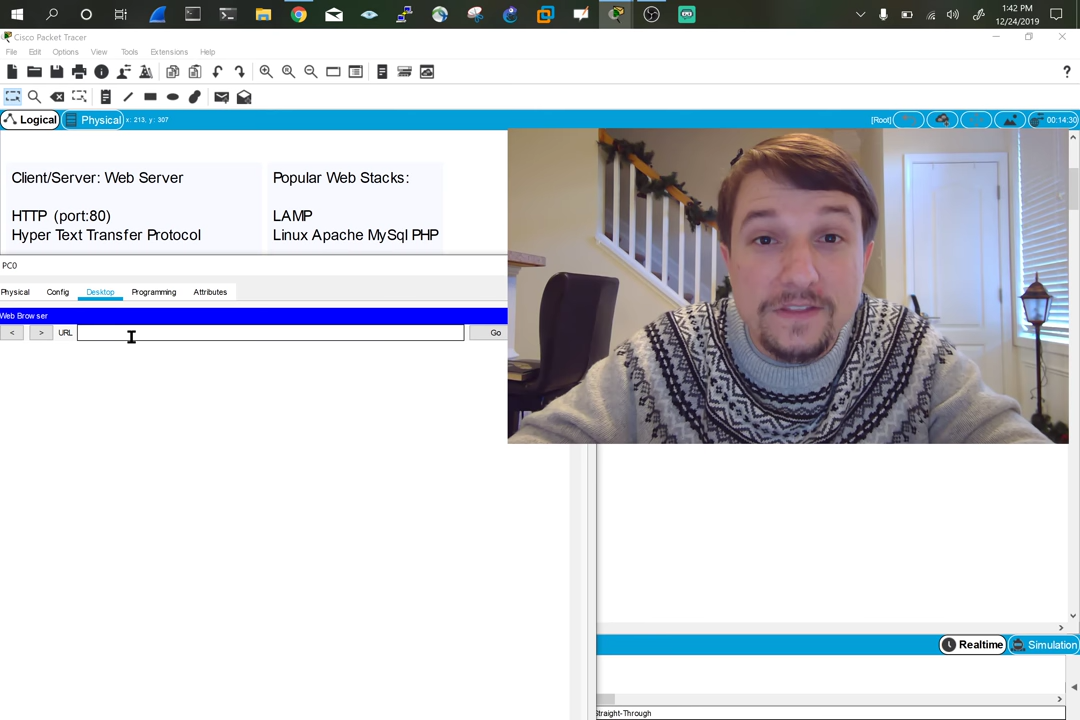 1:42 PM
12/24/2019
Cisco Packet Tracer
File Edit Options View Tools Extensions Help
?
Logical Physical x: 213, y: 307 [Root] 00:14:30
Client/Server: Web Server
HTTP (port:80)
Hyper Text Transfer Protocol
Popular Web Stacks:
LAMP
Linux Apache MySql PHP
PC0
Physical Config Desktop Programming Attributes
Web Browser
< > URL Go
Realtime Simulation
Straight-Through